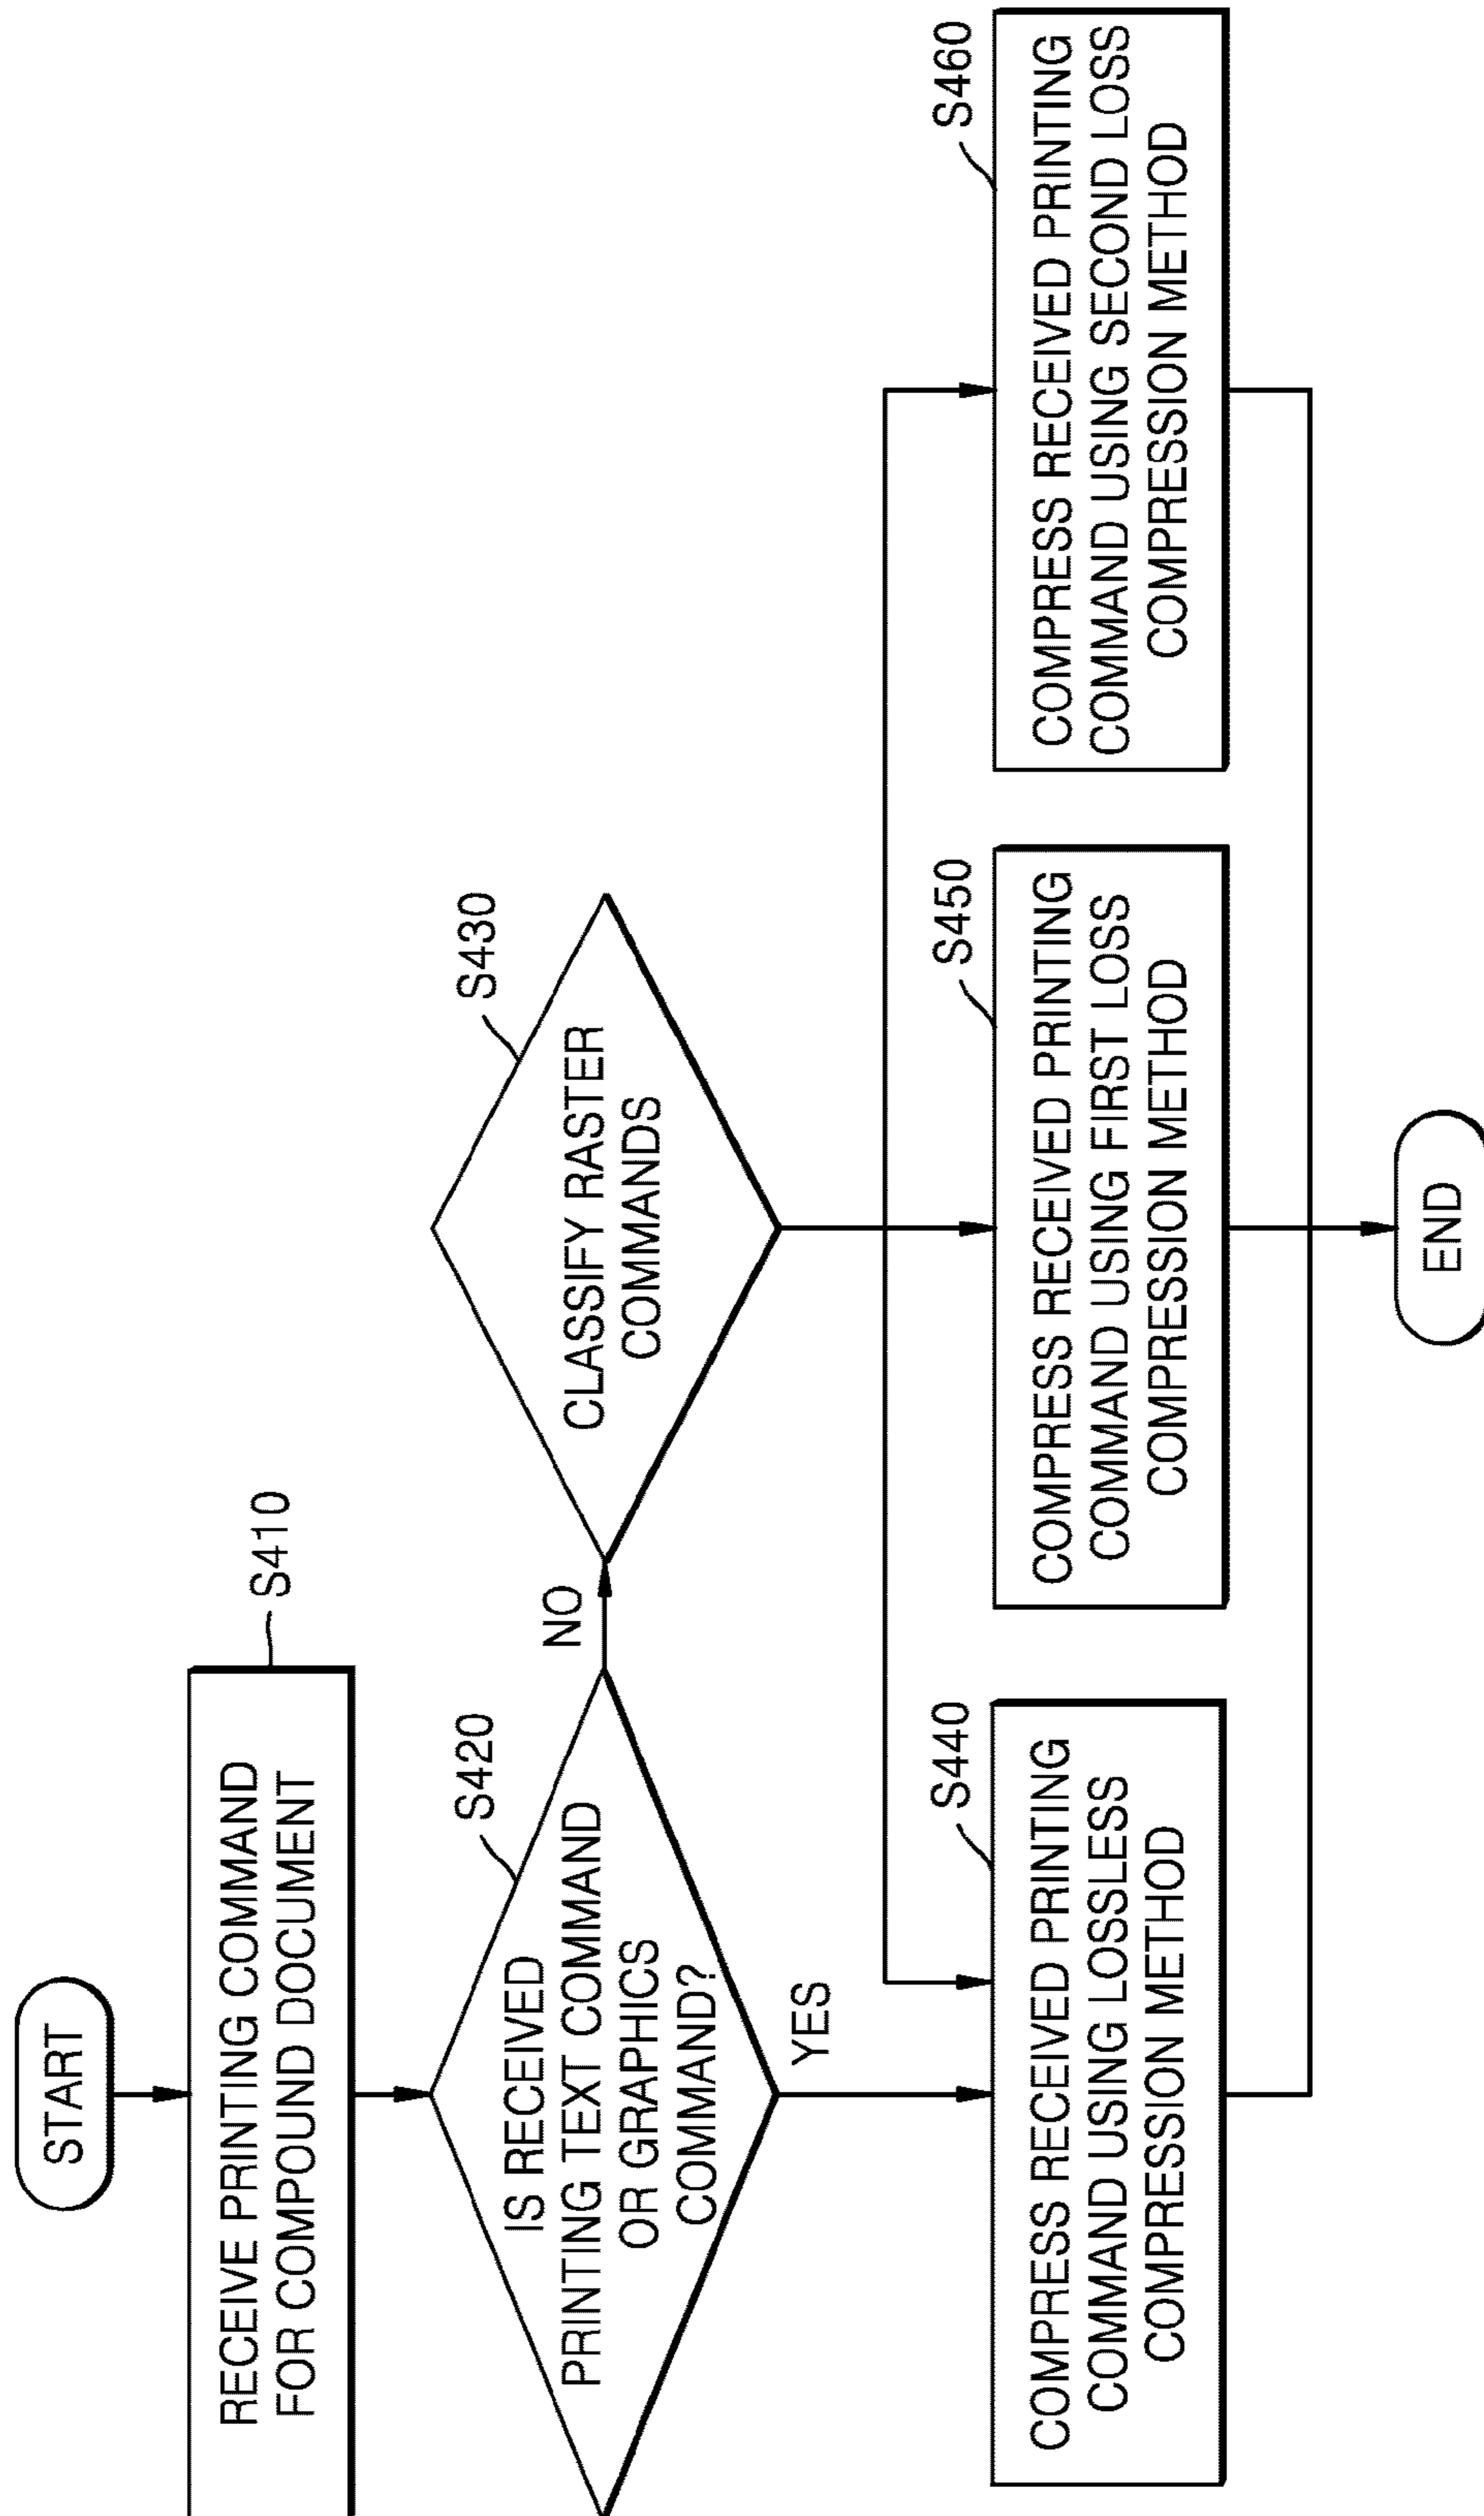 START
RECEIVE PRINTING COMMAND
FOR COMPOUND DOCUMENT
S410
IS RECEIVED
PRINTING TEXT COMMAND
OR GRAPHICS
COMMAND?
S420
NO
YES
CLASSIFY RASTER
COMMANDS
S430
COMPRESS RECEIVED PRINTING
COMMAND USING LOSSLESS
COMPRESSION METHOD
S440
COMPRESS RECEIVED PRINTING
COMMAND USING FIRST LOSS
COMPRESSION METHOD
S450
COMPRESS RECEIVED PRINTING
COMMAND USING SECOND LOSS
COMPRESSION METHOD
S460
END